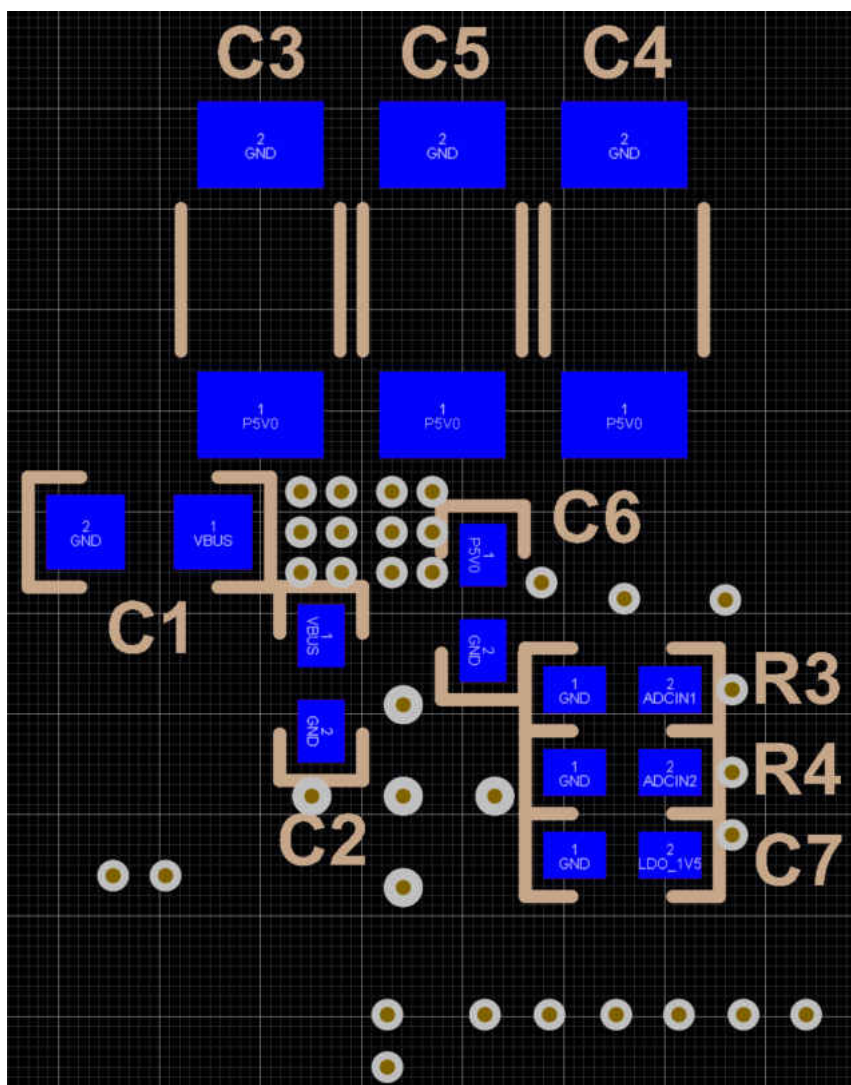 C3 C5 C4
2 2 2
GND GND GND
1 1 1
P5V0 P5V0 P5V0
C6
2 1
GND VBUS
1
P5V0
C1
1
VBUS
2
GND
2
GND
1 2
GND ADCIN1
R3
1 2
GND ADCIN2
R4
C2
1 2
GND LDO_1V5
C7